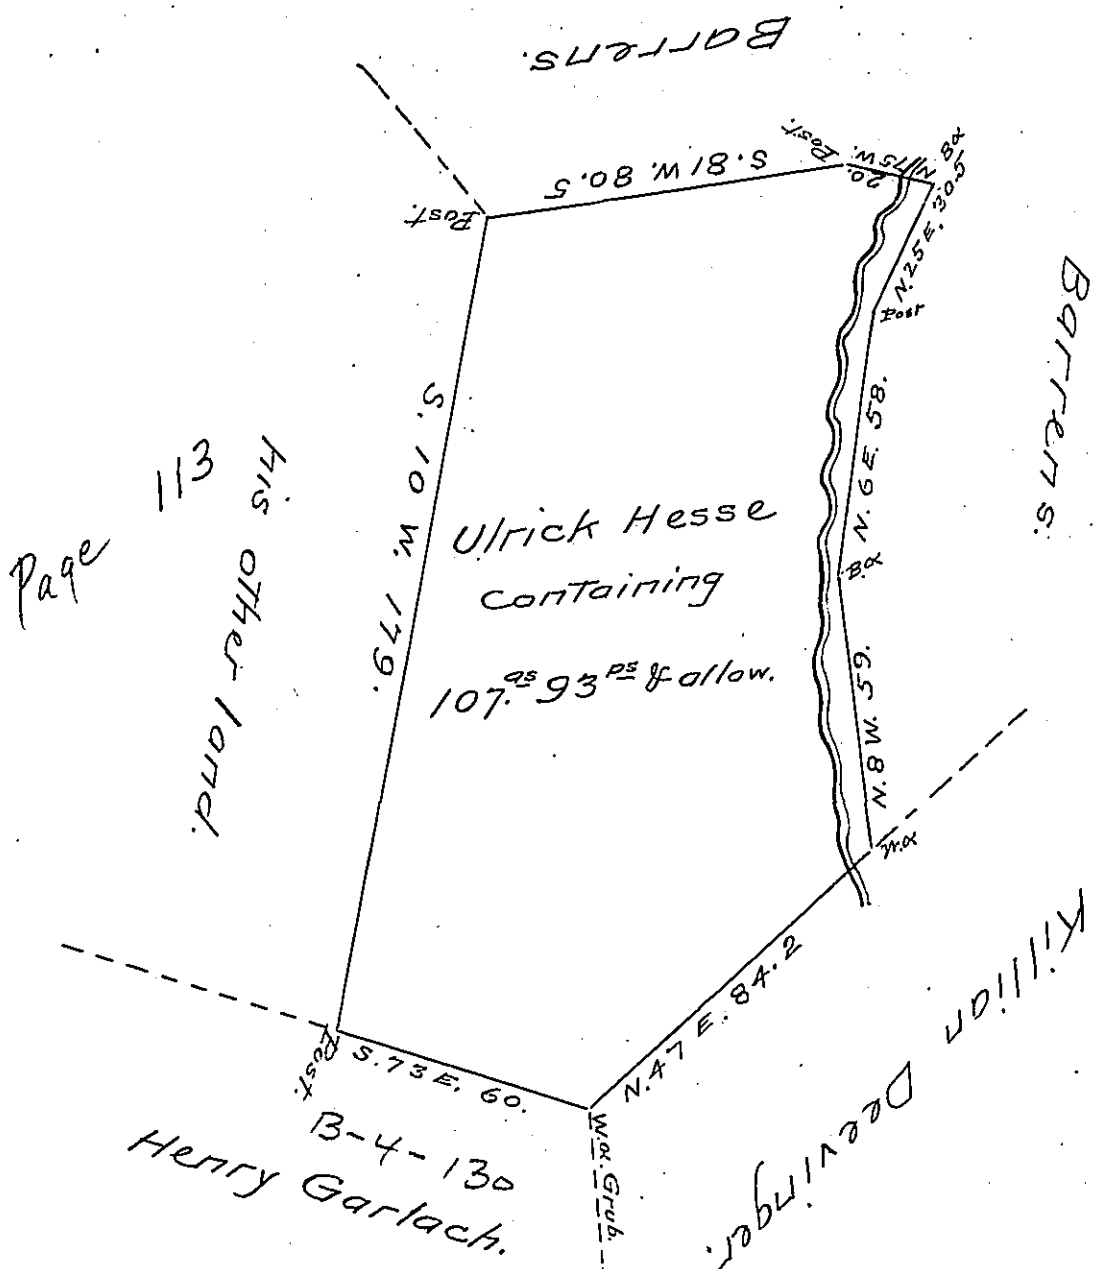 Barrens.
Post.
S. 81 W. 80.5
Post.
N 75 W.
20.
N. 25 E. 30.5
Post
Barrens.
N. 6 E. 58.
B.α
N. 8 W. 59.
W.α
S. 10 W. 179.
Ulrick Hesse
containing
107.as 93 ps & allow.
Page 113
his other land.
Post.
S. 73 E. 60.
N. 47 E. 84.2
W.α. Grub.
B-4-130
Henry Garlach.
Killian Deevinger.